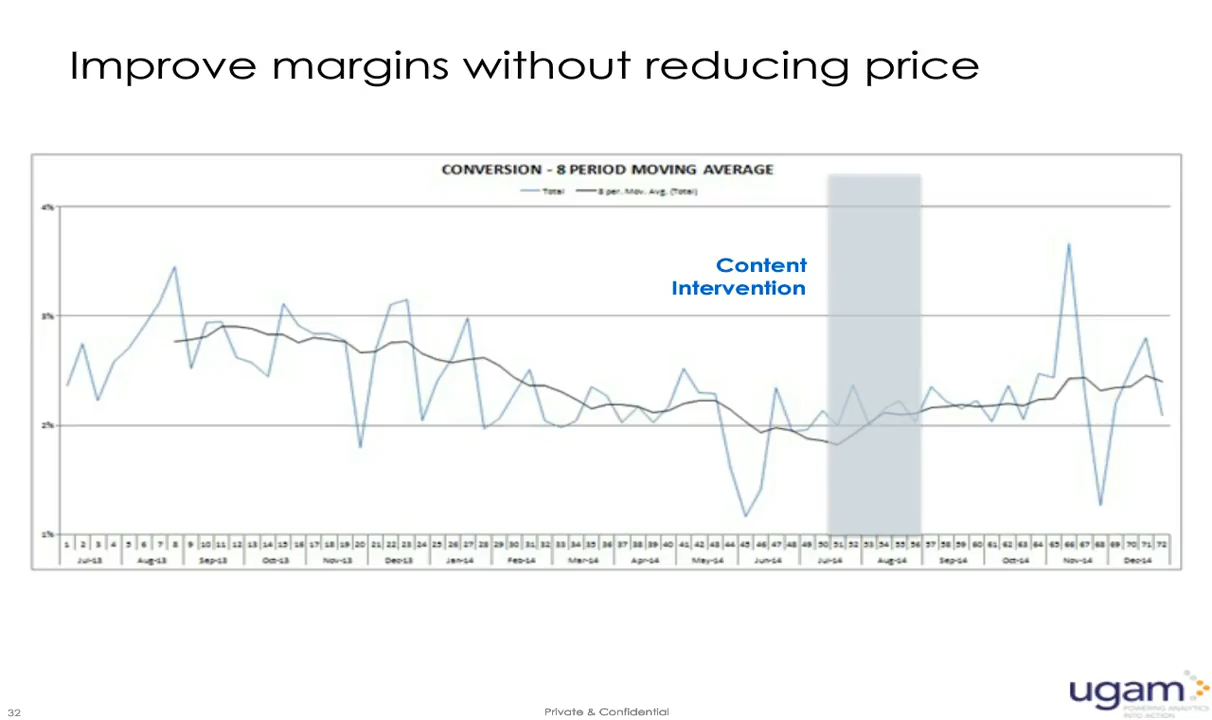 Improve margins without reducing price
CONVERSION - 8 PERIOD MOVING AVERAGE
Total 8 per. Mov. Avg. (Total)
4%
Content
Intervention
3%
2%
1%
1 2 3 4 5 6 7 8 9 10 11 12 13 14 15 16 17 18 19 20 21 22 23 24 25 26 27 28 29 30 31 32 33 34 35 36 37 38 39 40 41 42 43 44 45 46 47 48 49 50 51 52 53 54 55 56 57 58 59 60 61 62 63 64 65 66 67 68 69 70 71 72
Jul-13 Aug-13 Sep-13 Oct-13 Nov-13 Dec-13 Jan-14 Feb-14 Mar-14 Apr-14 May-14 Jun-14 Jul-14 Aug-14 Sep-14 Oct-14 Nov-14 Dec-14
ugam
POWERING ANALYTICS
INTO ACTION
32
Private & Confidential